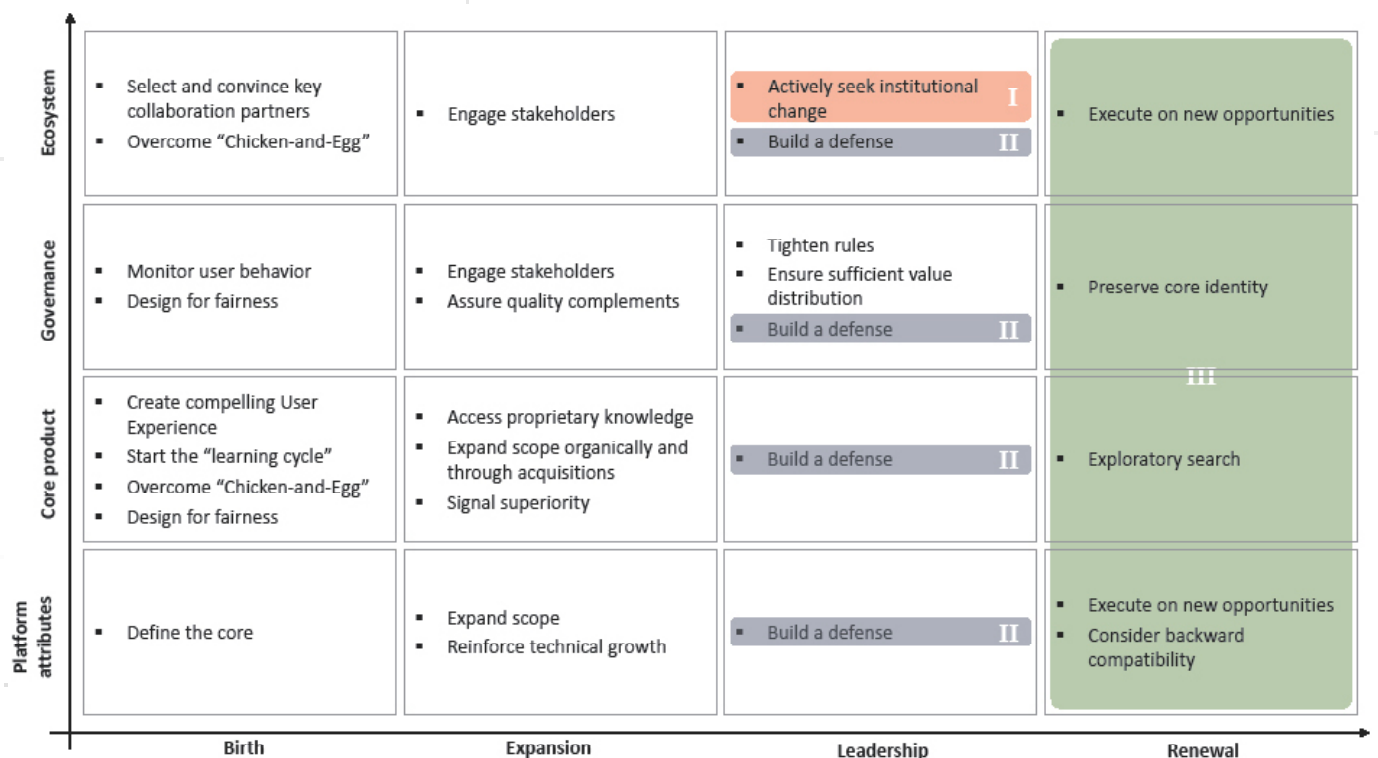 Ecosystem
Select and convince key
collaboration partners
Overcome “Chicken-and-Egg”
Engage stakeholders
Actively seek institutional
change
I
Build a defense
II
Execute on new opportunities
Governance
Monitor user behavior
Design for fairness
Engage stakeholders
Assure quality complements
Tighten rules
Ensure sufficient value
distribution
Build a defense
II
Preserve core identity
III
Core product
Create compelling User
Experience
Start the “learning cycle”
Overcome “Chicken-and-Egg”
Design for fairness
Access proprietary knowledge
Expand scope organically and
through acquisitions
Signal superiority
Build a defense
II
Exploratory search
Platform
attributes
Define the core
Expand scope
Reinforce technical growth
Build a defense
II
Execute on new opportunities
Consider backward
compatibility
Birth
Expansion
Leadership
Renewal